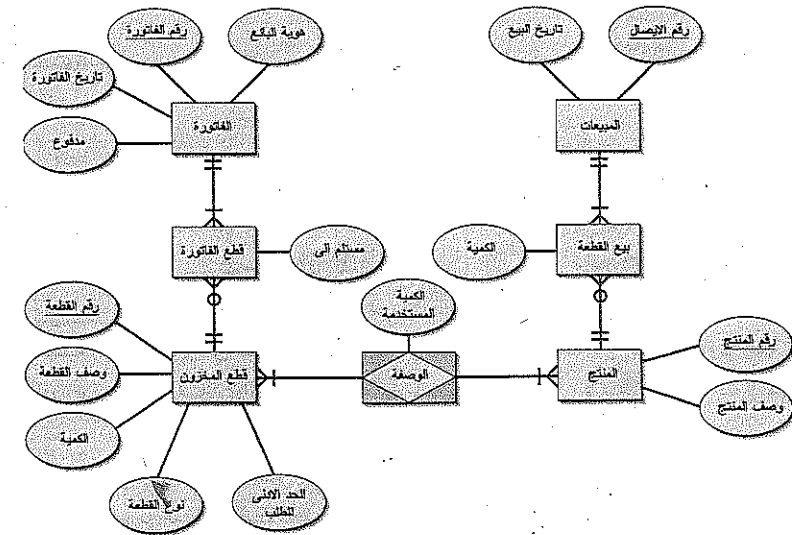 رقم الفاتورة
هوية البائع
تاريخ البيع
رقم الايصال
تاريخ الفاتورة
الفاتورة
المبيعات
مدفوع
قطع الفاتورة
مستلم الى
الكمية
بيع القطعة
الكمية
المستخدمة
رقم القطعة
رقم المنتج
وصف القطعة
قطع المخزون
الوصفة
المنتج
وصف المنتج
الكمية
نوع القطعة
الحد الادنى
للطلب